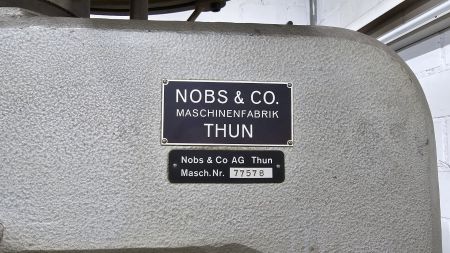 NOBS & CO.
MASCHINENFABRIK
THUN
Nobs & Co AG Thun
Masch.Nr. 77578